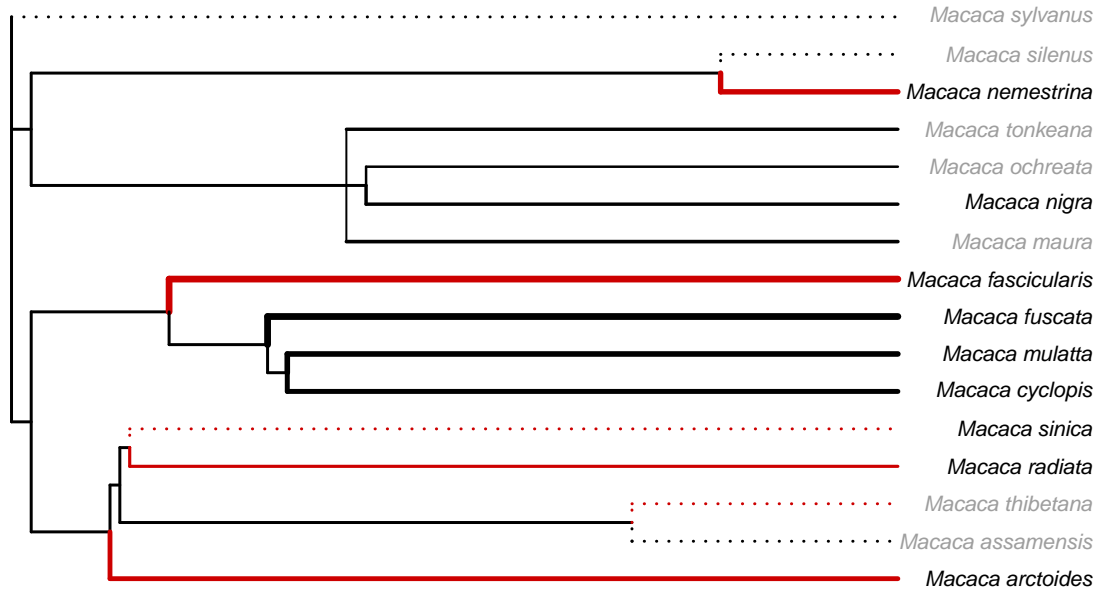 Macaca sylvanus
Macaca silenus
Macaca nemestrina
Macaca tonkeana
Macaca ochreata
Macaca nigra
Macaca maura
Macaca fascicularis
Macaca fuscata
Macaca mulatta
Macaca cyclopis
Macaca sinica
Macaca radiata
Macaca thibetana
Macaca assamensis
Macaca arctoides